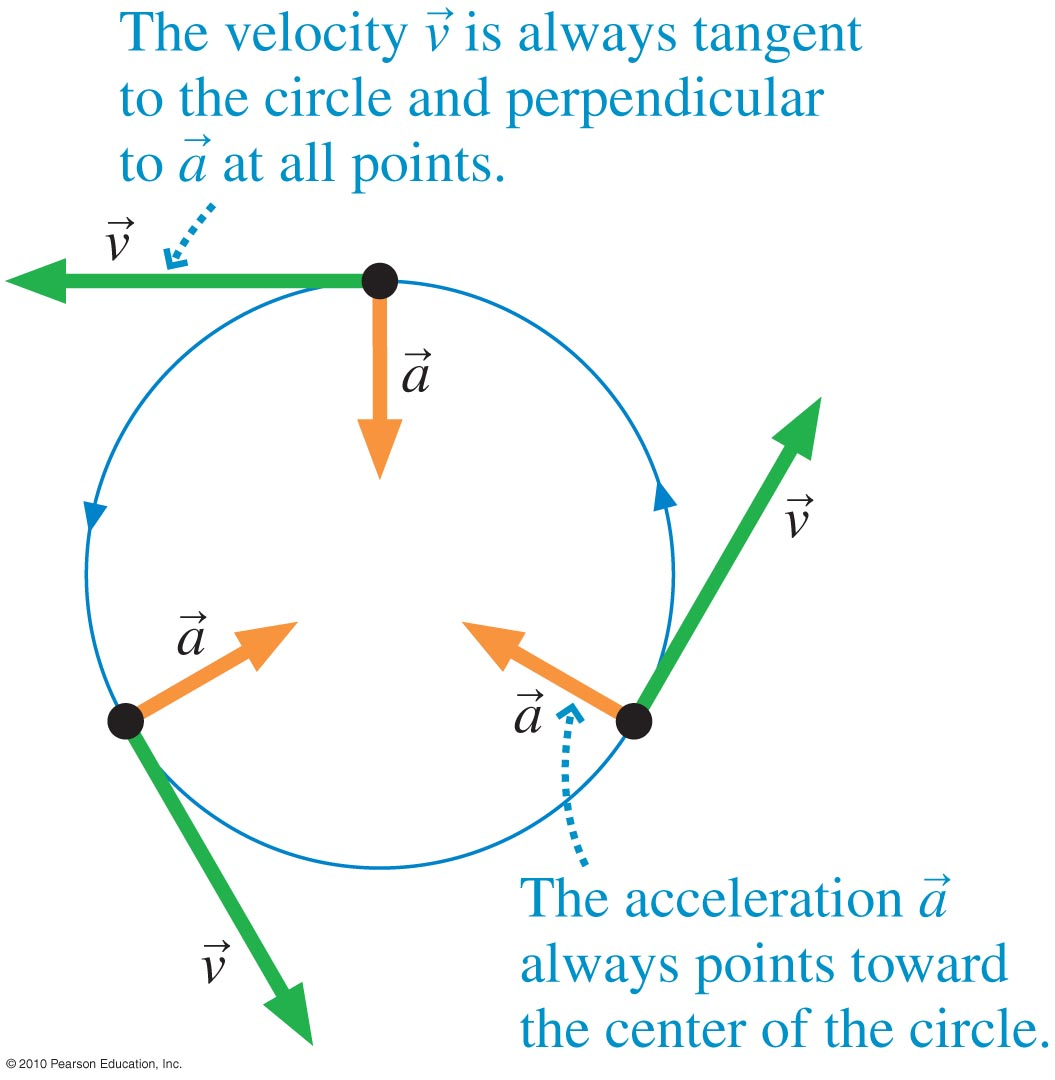 The velocity v⃗ is always tangent
to the circle and perpendicular
to a⃗ at all points.
v⃗
a⃗
v⃗
a⃗
a⃗
v⃗
The acceleration a⃗
always points toward
the center of the circle.
© 2010 Pearson Education, Inc.